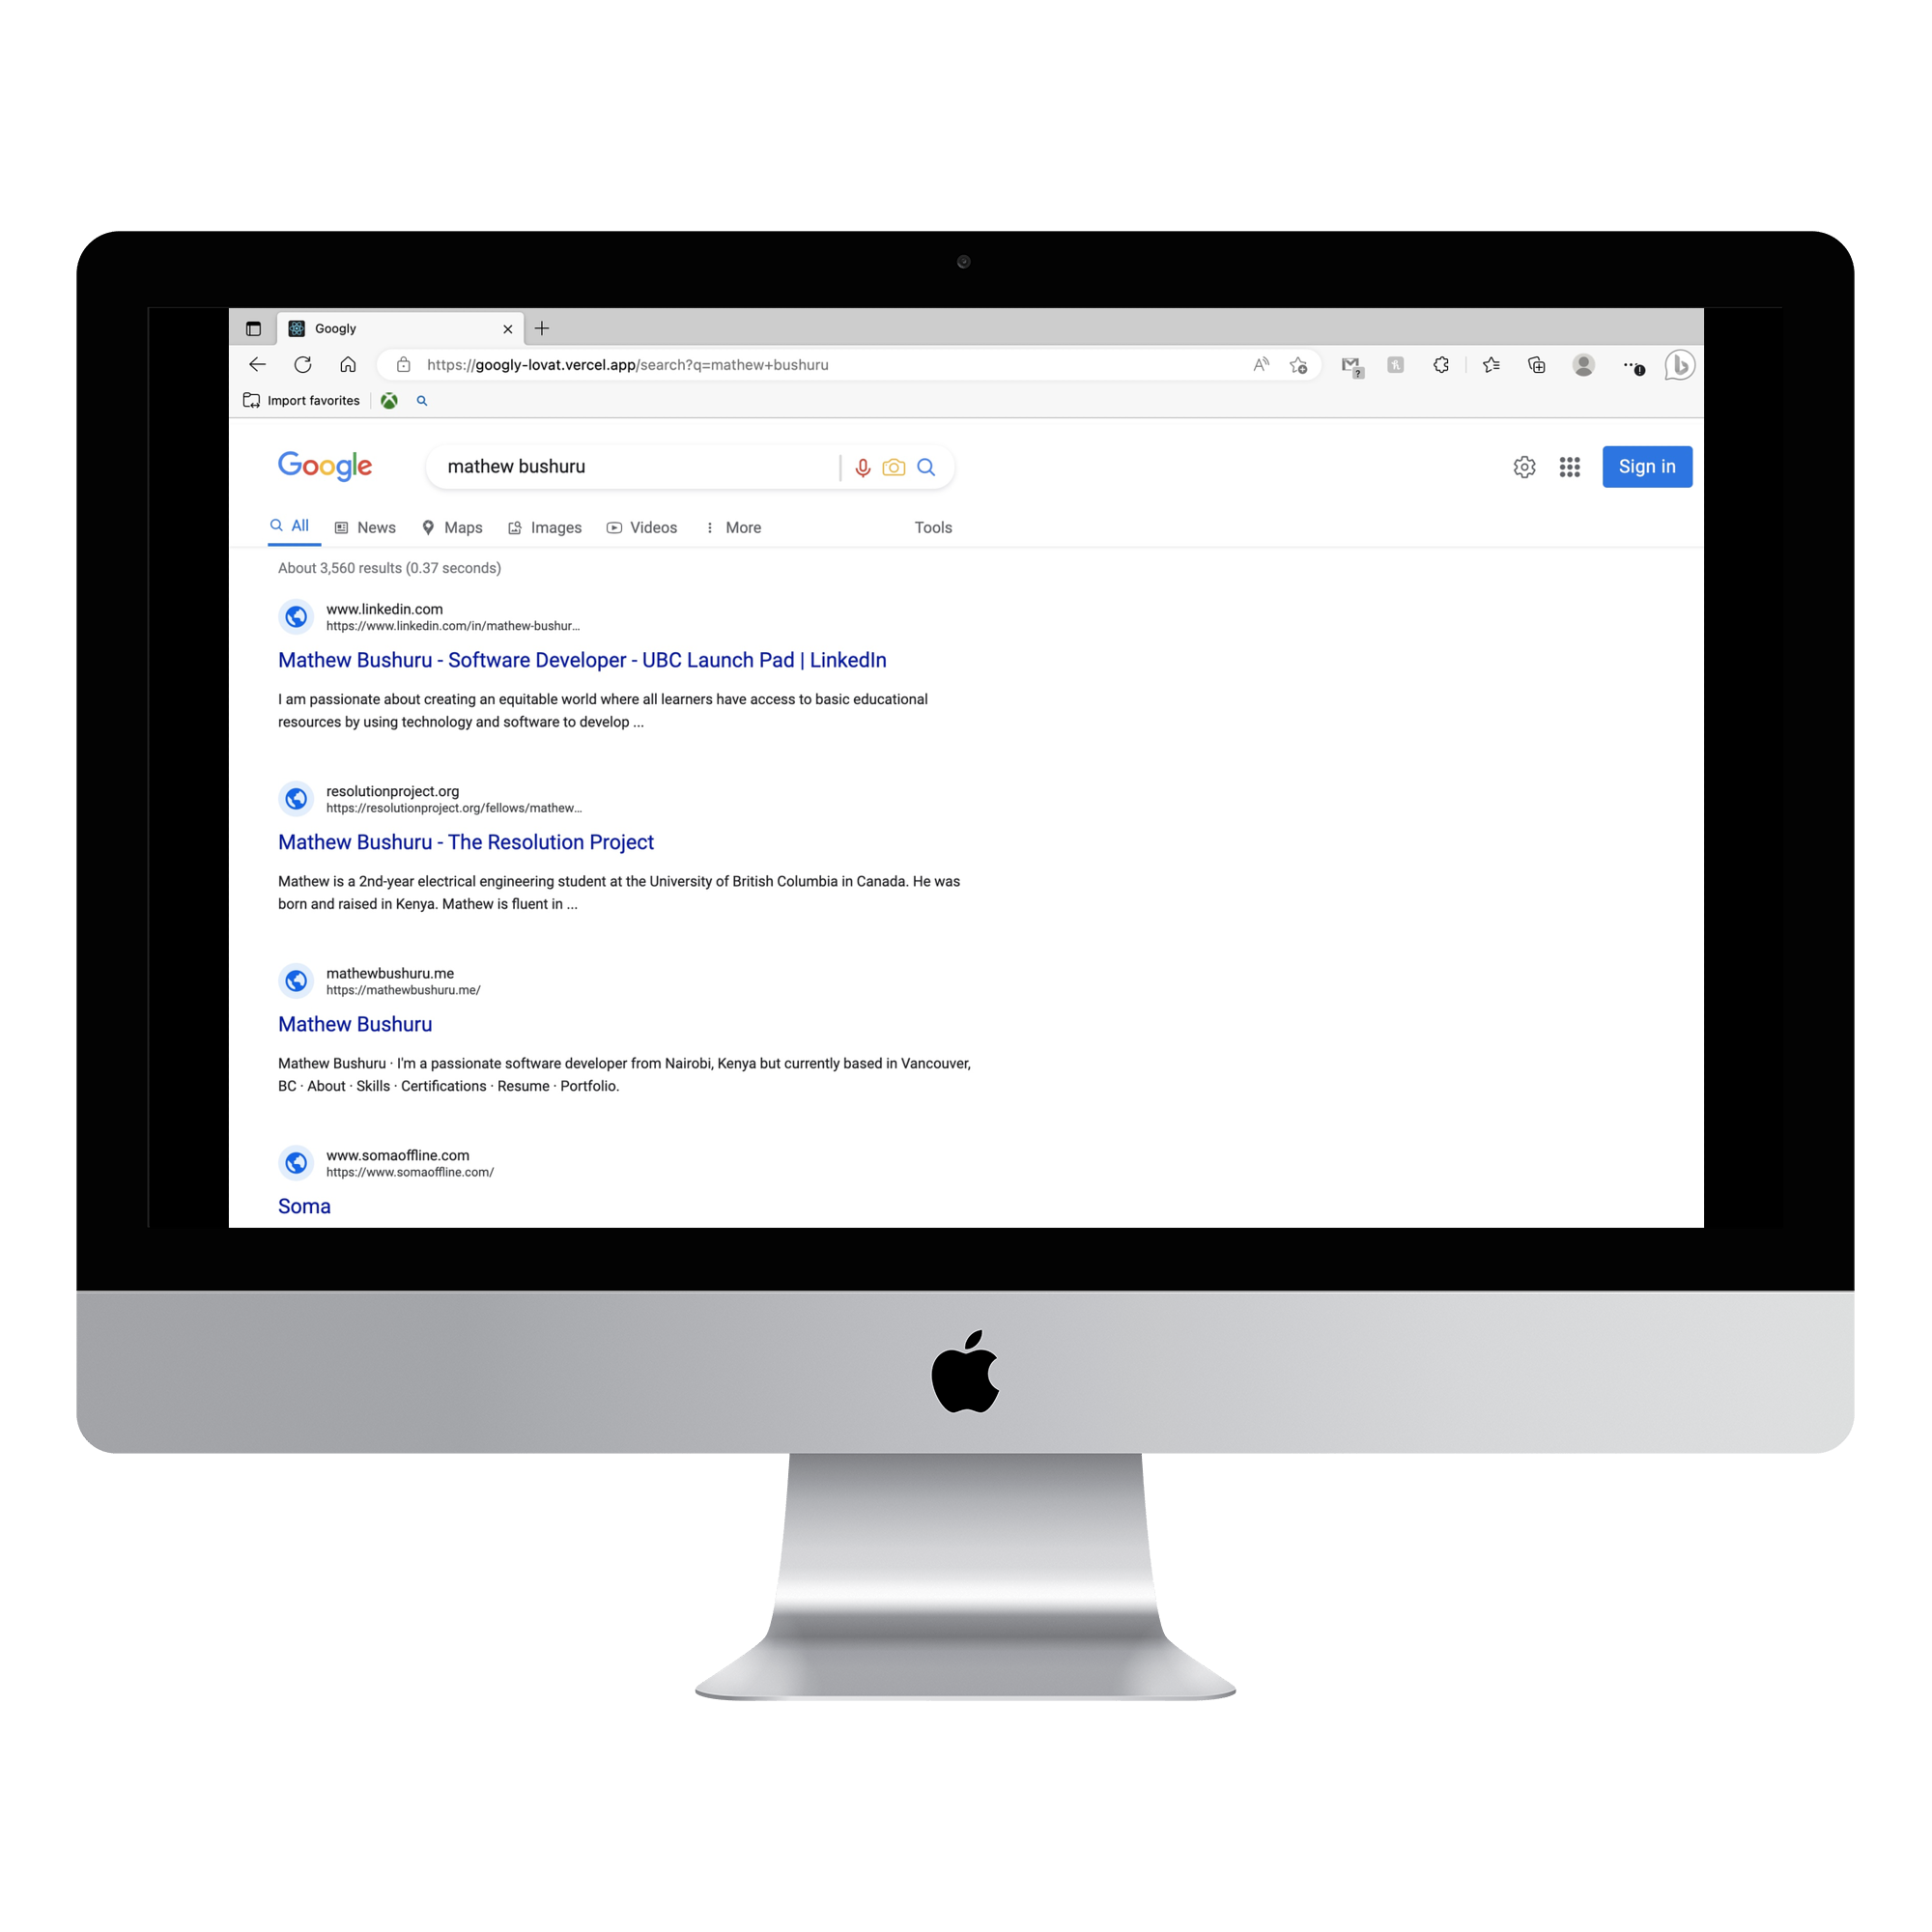 Googly
https://googly-lovat.vercel.app/search?q=mathew+bushuru
Import favorites
Google
mathew bushuru
Sign in
All News Maps Images Videos More Tools
About 3,560 results (0.37 seconds)
www.linkedin.com
https://www.linkedin.com/in/mathew-bushur...
Mathew Bushuru - Software Developer - UBC Launch Pad | LinkedIn
I am passionate about creating an equitable world where all learners have access to basic educational
resources by using technology and software to develop ...
resolutionproject.org
https://resolutionproject.org/fellows/mathew...
Mathew Bushuru - The Resolution Project
Mathew is a 2nd-year electrical engineering student at the University of British Columbia in Canada. He was
born and raised in Kenya. Mathew is fluent in ...
mathewbushuru.me
https://mathewbushuru.me/
Mathew Bushuru
Mathew Bushuru · I'm a passionate software developer from Nairobi, Kenya but currently based in Vancouver,
BC · About · Skills · Certifications · Resume · Portfolio.
www.somaoffline.com
https://www.somaoffline.com/
Soma